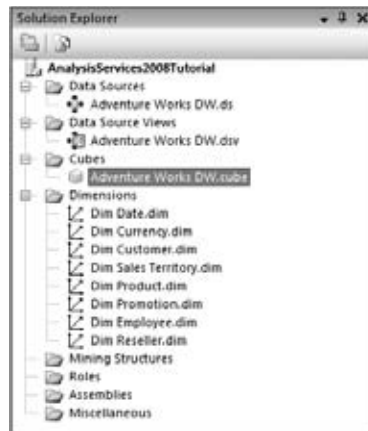 Solution Explorer
AnalysisServices2008Tutorial
Data Sources
Adventure Works DW.ds
Data Source Views
Adventure Works DW.dsv
Cubes
Adventure Works DW.cube
Dimensions
Dim Date.dim
Dim Currency.dim
Dim Customer.dim
Dim Sales Territory.dim
Dim Product.dim
Dim Promotion.dim
Dim Employee.dim
Dim Reseller.dim
Mining Structures
Roles
Assemblies
Miscellaneous